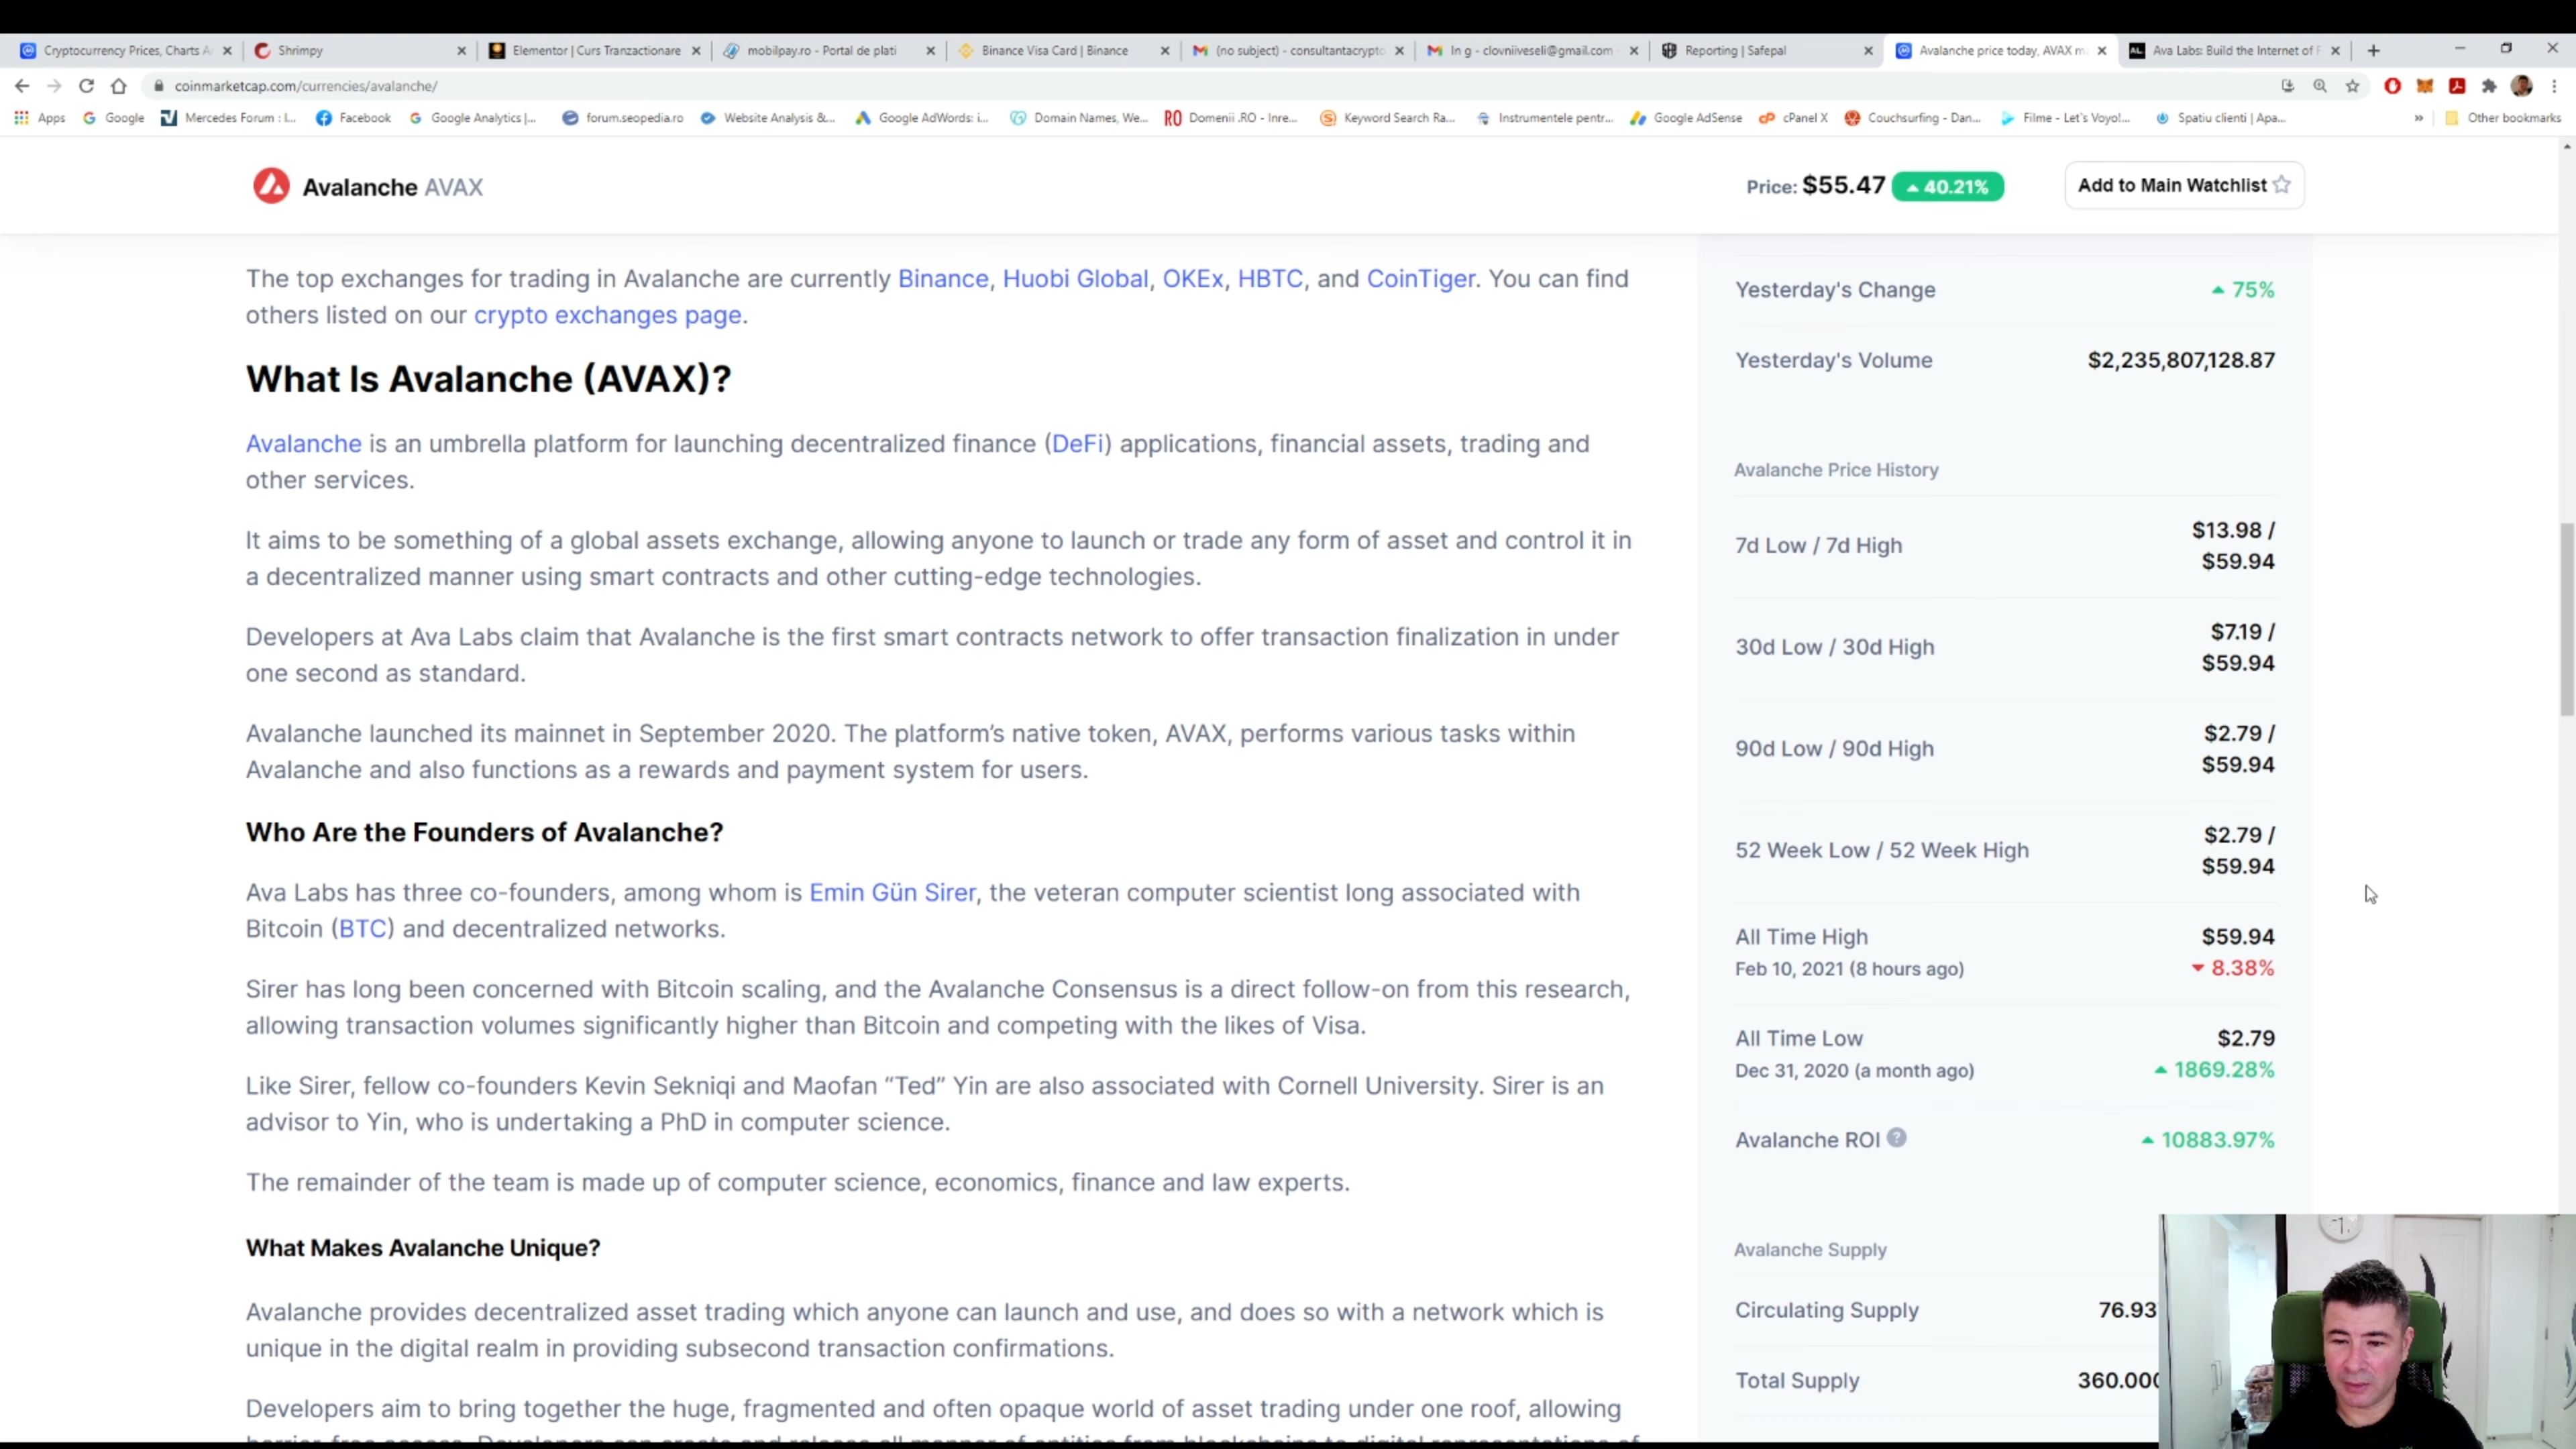 Cryptocurrency Prices, Charts A
Shrimpy
Elementor | Curs Tranzactionare
mobilpay.ro - Portal de plati
Binance Visa Card | Binance
(no subject) - consultantacrypto
In g - clovniiveseli@gmail.com
Reporting | Safepal
Avalanche price today, AVAX m
Ava Labs: Build the Internet of F
coinmarketcap.com/currencies/avalanche/
Apps
Google
Mercedes Forum : I...
Facebook
Google Analytics |...
forum.seopedia.ro
Website Analysis &...
Google AdWords: i...
Domain Names, We...
RO Domenii .RO - Inre...
Keyword Search Ra...
Instrumentele pentr...
Google AdSense
cP cPanel X
Couchsurfing - Dan...
Filme - Let`s Voyo!...
Spatiu clienti | Apa...
»
Other bookmarks
Avalanche AVAX
Price: $55.47 40.21%
Add to Main Watchlist
The top exchanges for trading in Avalanche are currently Binance, Huobi Global, OKEx, HBTC, and CoinTiger. You can find
others listed on our crypto exchanges page.
What Is Avalanche (AVAX)?
Avalanche is an umbrella platform for launching decentralized finance (DeFi) applications, financial assets, trading and
other services.
It aims to be something of a global assets exchange, allowing anyone to launch or trade any form of asset and control it in
a decentralized manner using smart contracts and other cutting-edge technologies.
Developers at Ava Labs claim that Avalanche is the first smart contracts network to offer transaction finalization in under
one second as standard.
Avalanche launched its mainnet in September 2020. The platform’s native token, AVAX, performs various tasks within
Avalanche and also functions as a rewards and payment system for users.
Who Are the Founders of Avalanche?
Ava Labs has three co-founders, among whom is Emin Gün Sirer, the veteran computer scientist long associated with
Bitcoin (BTC) and decentralized networks.
Sirer has long been concerned with Bitcoin scaling, and the Avalanche Consensus is a direct follow-on from this research,
allowing transaction volumes significantly higher than Bitcoin and competing with the likes of Visa.
Like Sirer, fellow co-founders Kevin Sekniqi and Maofan “Ted” Yin are also associated with Cornell University. Sirer is an
advisor to Yin, who is undertaking a PhD in computer science.
The remainder of the team is made up of computer science, economics, finance and law experts.
What Makes Avalanche Unique?
Avalanche provides decentralized asset trading which anyone can launch and use, and does so with a network which is
unique in the digital realm in providing subsecond transaction confirmations.
Developers aim to bring together the huge, fragmented and often opaque world of asset trading under one roof, allowing
Yesterday's Change 75%
Yesterday's Volume $2,235,807,128.87
Avalanche Price History
7d Low / 7d High $13.98 /
$59.94
30d Low / 30d High $7.19 /
$59.94
90d Low / 90d High $2.79 /
$59.94
52 Week Low / 52 Week High $2.79 /
$59.94
All Time High $59.94
Feb 10, 2021 (8 hours ago) 8.38%
All Time Low $2.79
Dec 31, 2020 (a month ago) 1869.28%
Avalanche ROI ? 10883.97%
Avalanche Supply
Circulating Supply 76.93
Total Supply 360.000